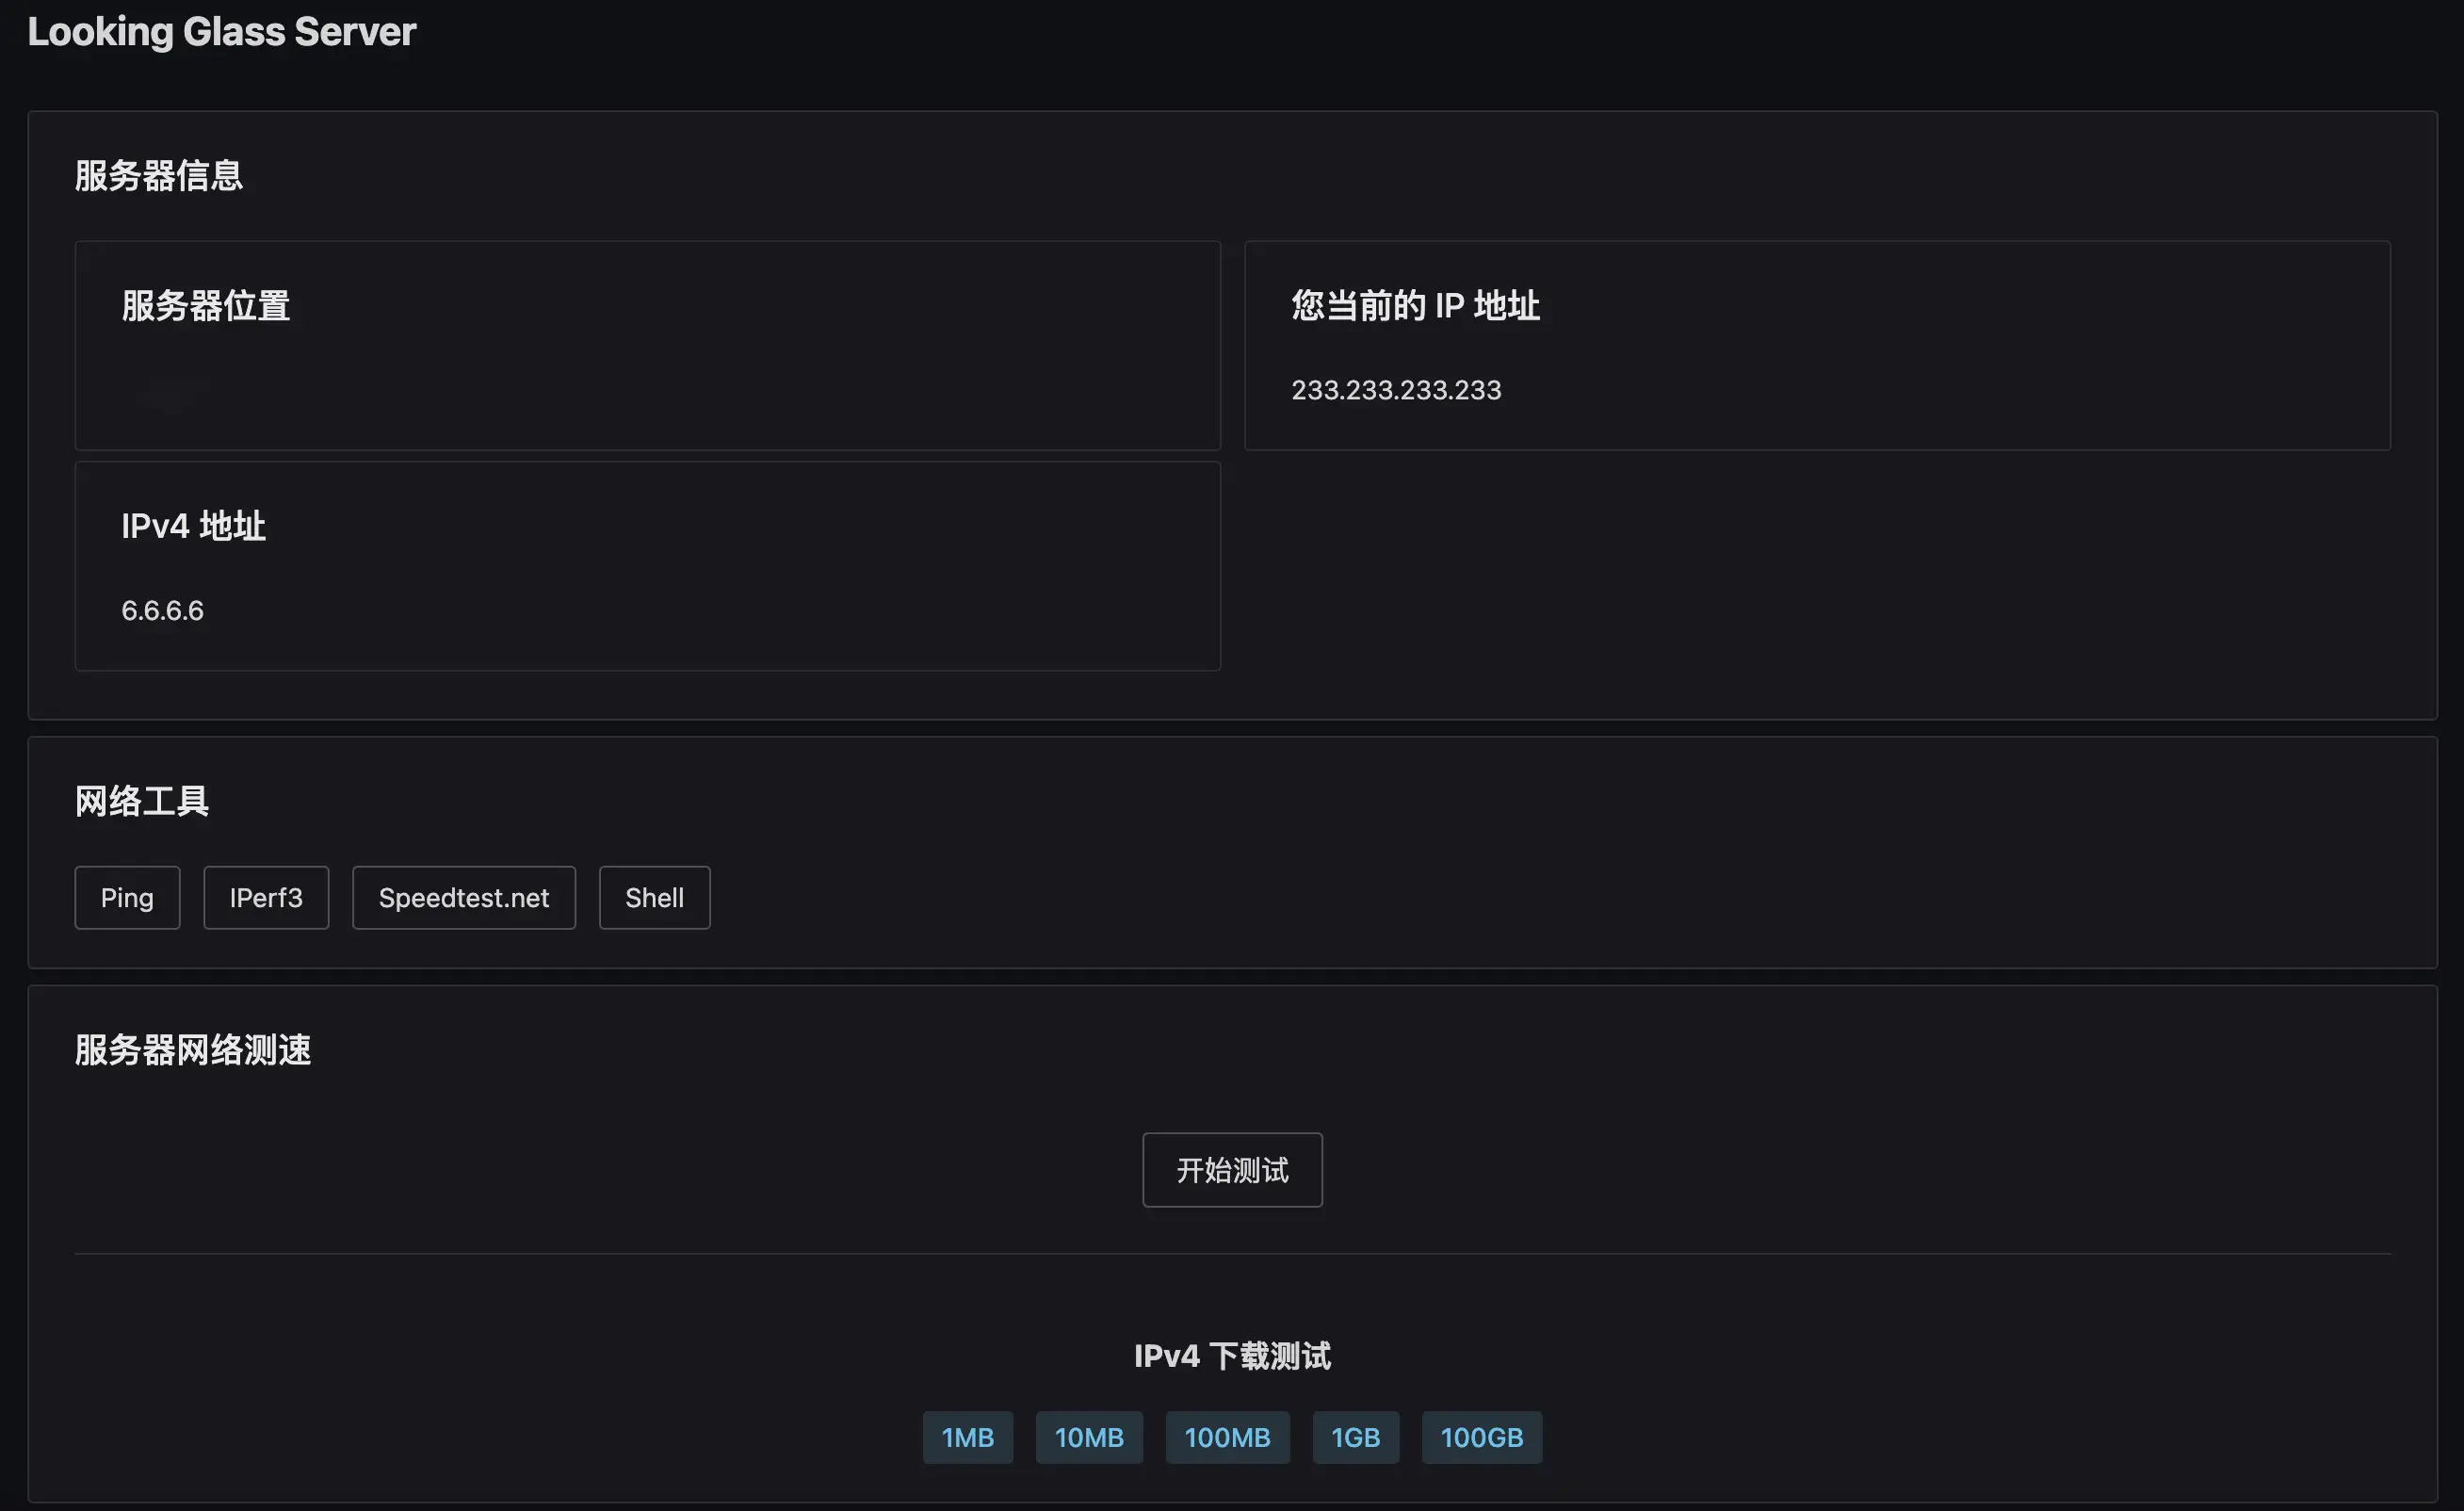 Looking Glass Server
服务器信息
服务器位置
您当前的 IP 地址
233.233.233.233
IPv4 地址
6.6.6.6
网络工具
Ping IPerf3 Speedtest.net Shell
服务器网络测速
开始测试
IPv4 下载测试
1MB 10MB 100MB 1GB 100GB